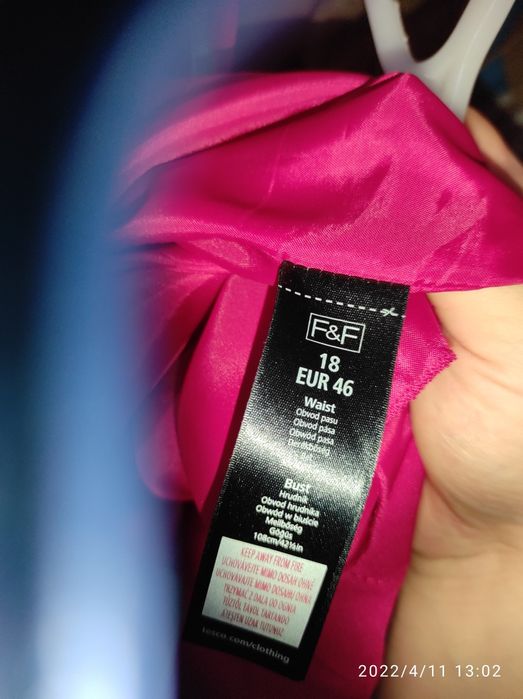 F&F
18
EUR 46
Waist
Obvod pasu
Obvod pása
Obwód pasa
Derékbőség
Bust
Hrudník
Obvod hrudníka
Obwód w biuście
Mellbőség
Göğüs
108cm/42½in
KEEP AWAY FROM FIRE
UCHOVÁVEJTE MIMO DOSAH OHNĚ
UCHOVÁVAJTE MIMO DOSAHU OHŇA
TRZYMAĆ Z DALA OD OGNIA
TŰZTŐL TÁVOL TARTANDÓ
ATEŞTEN UZAK TUTUNUZ
tesco.com/clothing
2022/4/11 13:02